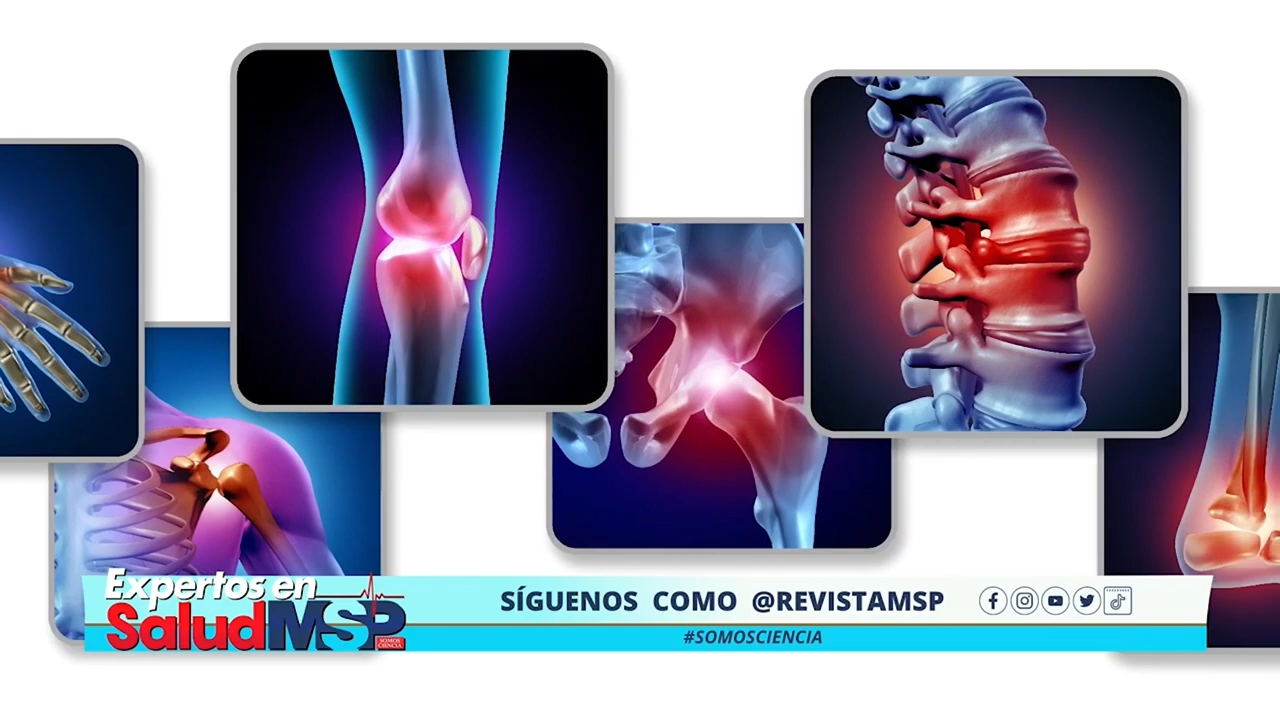 Expertos en
SaludMSP
SOMOS
CIENCIA
SÍGUENOS COMO @REVISTAMSP
#SOMOSCIENCIA